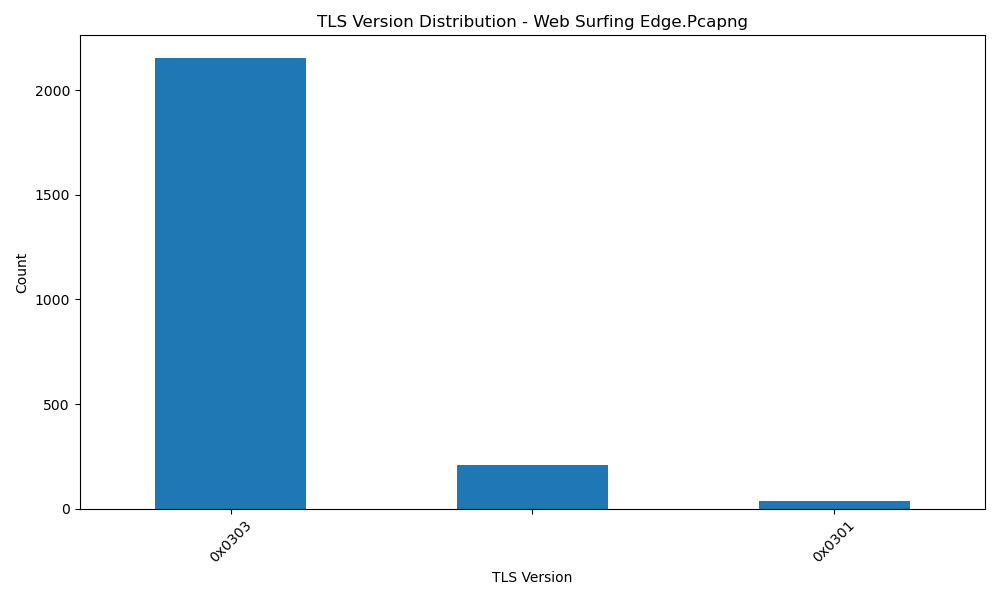 TLS Version Distribution - Web Surfing Edge.Pcapng
Count
2000
1500
1000
500
0
0x0303
0x0301
TLS Version